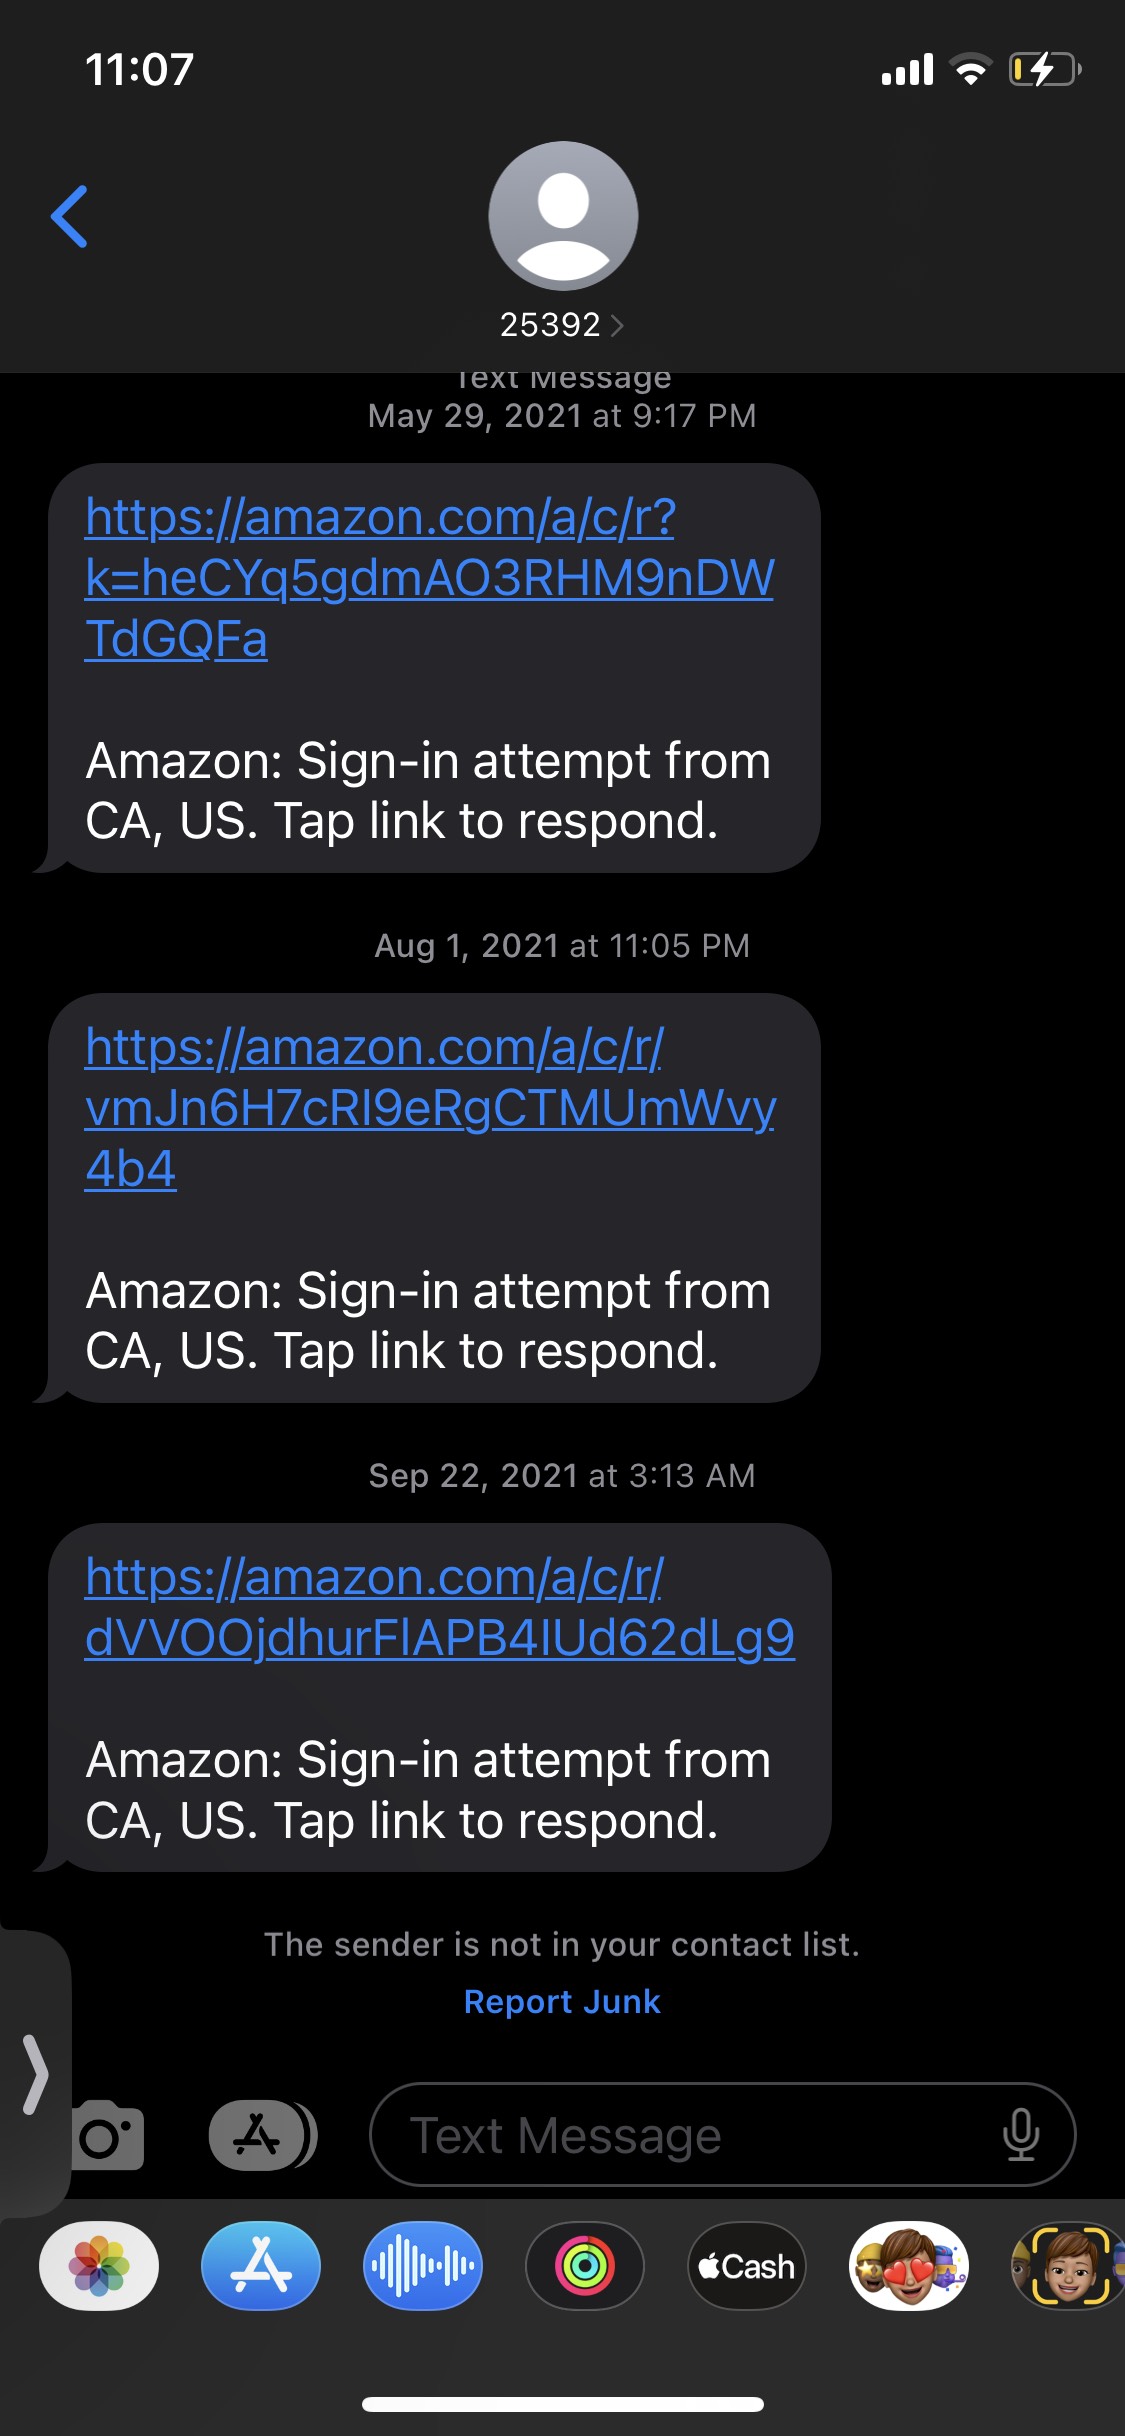 11:07
25392
Text Message
May 29, 2021 at 9:17 PM
https://amazon.com/a/c/r?
k=heCYq5gdmAO3RHM9nDW
TdGQFa
Amazon: Sign-in attempt from
CA, US. Tap link to respond.
Aug 1, 2021 at 11:05 PM
https://amazon.com/a/c/r/
vmJn6H7cRI9eRgCTMUmWvy
4b4
Amazon: Sign-in attempt from
CA, US. Tap link to respond.
Sep 22, 2021 at 3:13 AM
https://amazon.com/a/c/r/
dVVOOjdhurFlAPB4IUd62dLg9
Amazon: Sign-in attempt from
CA, US. Tap link to respond.
The sender is not in your contact list.
Report Junk
Text Message
Cash